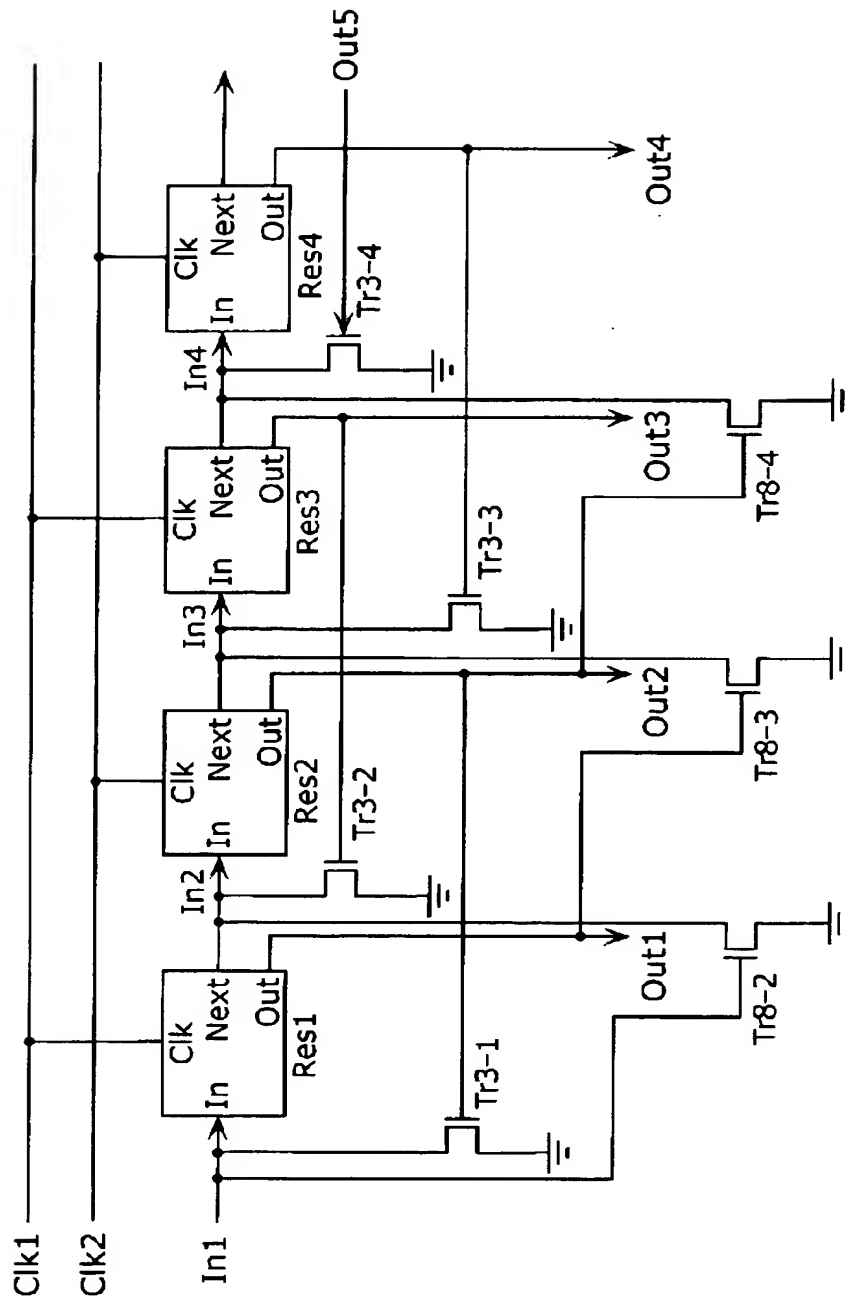 Clk1
Clk2
In1
In
Clk
Next
Out
Res1
In2
In
Clk
Next
Out
Res2
In3
In
Clk
Next
Out
Res3
In4
In
Clk
Next
Out
Res4
Out5
Tr3-1
Tr3-2
Tr3-3
Tr3-4
Out1
Out2
Out3
Out4
Tr8-2
Tr8-3
Tr8-4